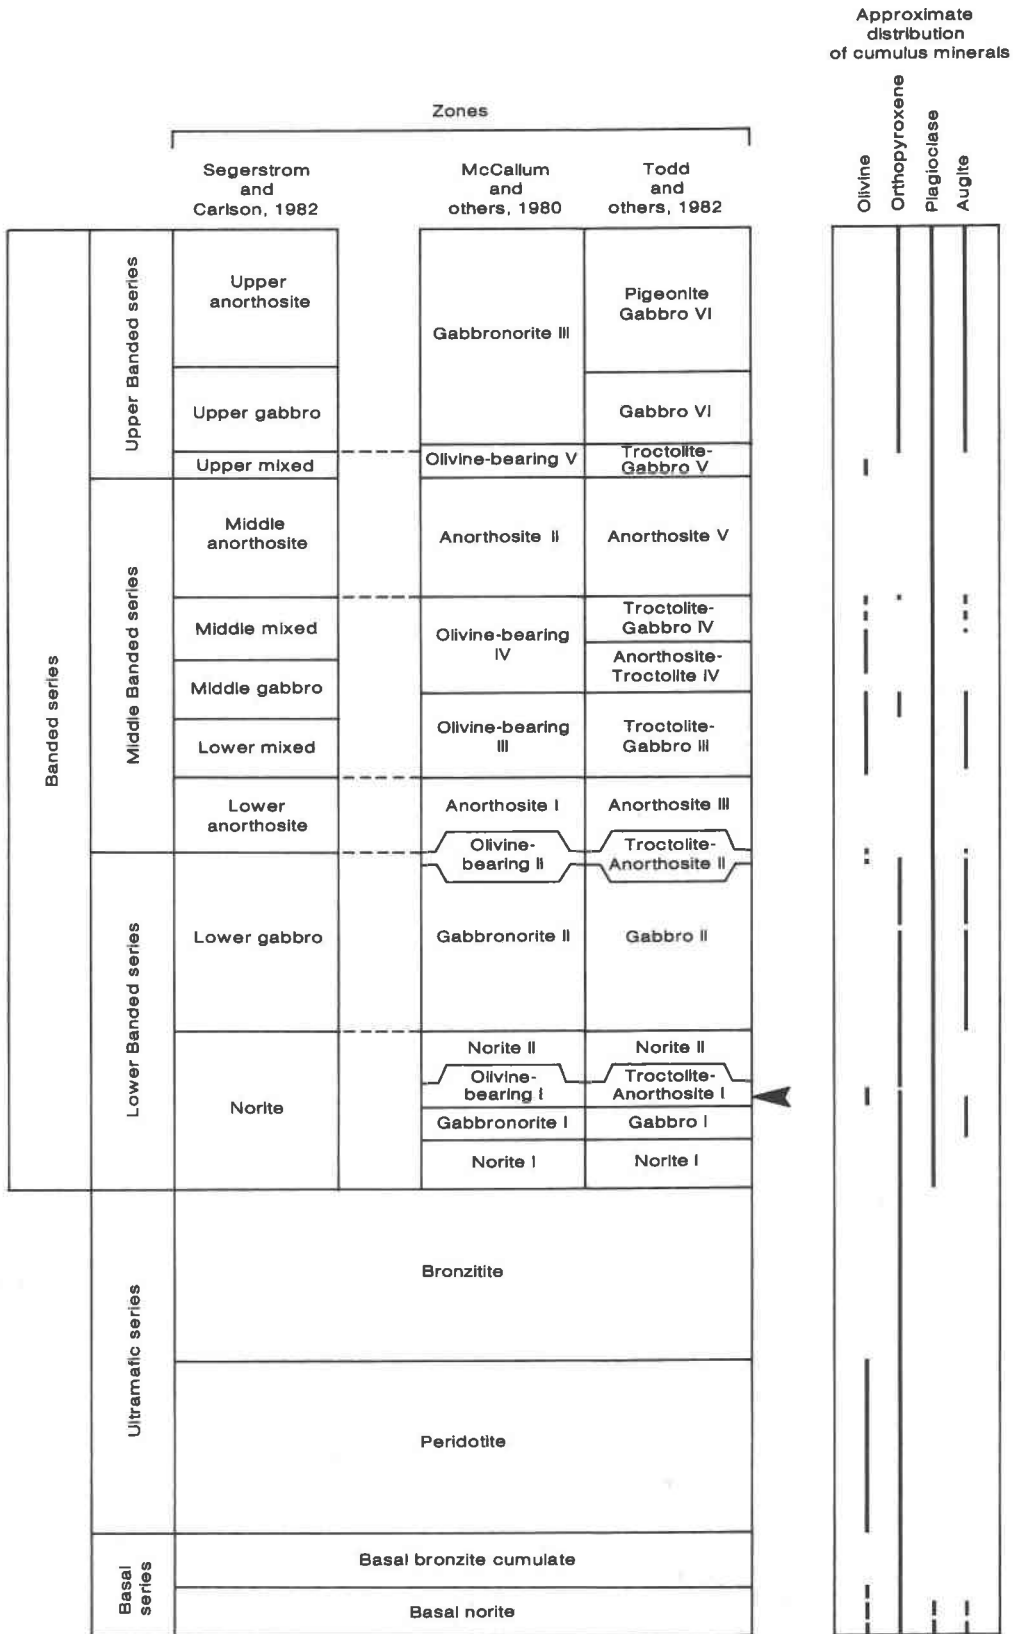 Approximate
distribution
of cumulus minerals
Olivine
Orthopyroxene
Plagioclase
Augite
Zones
Segerstrom
and
Carlson, 1982
McCallum
and
others, 1980
Todd
and
others, 1982
Banded series
Upper Banded series
Middle Banded series
Lower Banded series
Ultramafic series
Basal
series
Upper
anorthosite
Upper gabbro
Upper mixed
Middle
anorthosite
Middle mixed
Middle gabbro
Lower mixed
Lower
anorthosite
Lower gabbro
Norite
Gabbronorite III
Olivine-bearing V
Anorthosite II
Olivine-bearing
IV
Olivine-bearing
III
Anorthosite I
Olivine-
bearing II
Gabbronorite II
Norite II
Olivine-
bearing I
Gabbronorite I
Norite I
Pigeonite
Gabbro VI
Gabbro VI
Troctolite-
Gabbro V
Anorthosite V
Troctolite-
Gabbro IV
Anorthosite-
Troctolite IV
Troctolite-
Gabbro III
Anorthosite III
Troctolite-
Anorthosite II
Gabbro II
Norite II
Troctolite-
Anorthosite I
Gabbro I
Norite I
Bronzitite
Peridotite
Basal bronzite cumulate
Basal norite